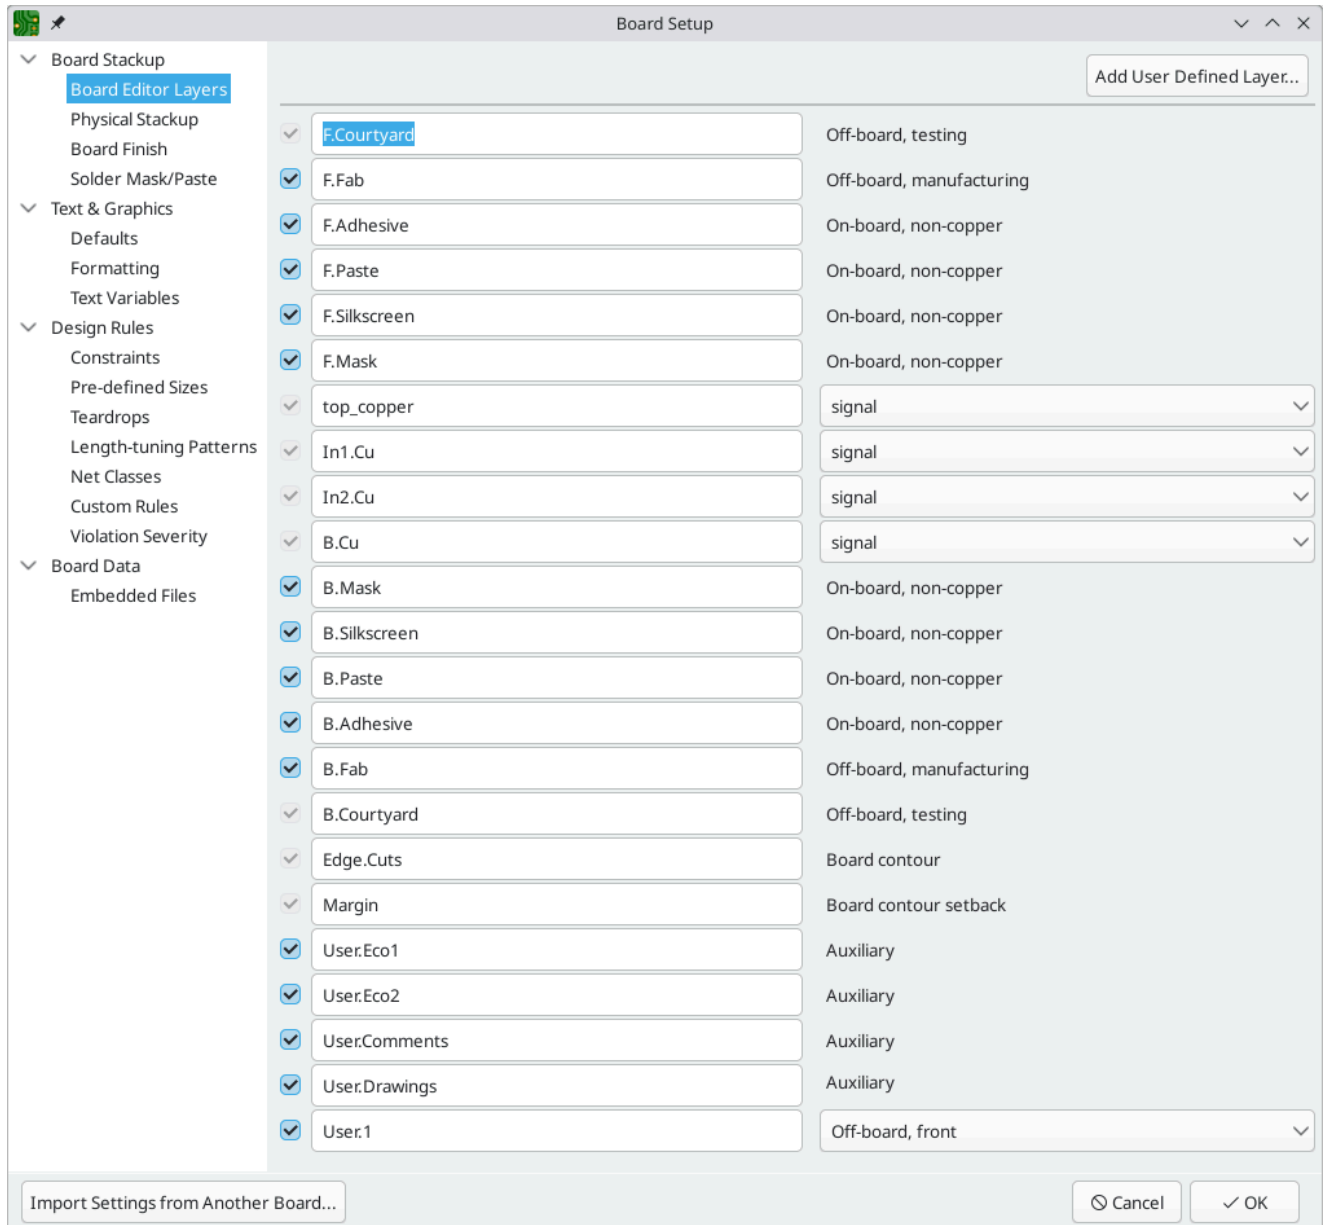 Board Setup
Board Stackup
Board Editor Layers
Physical Stackup
Board Finish
Solder Mask/Paste
Text & Graphics
Defaults
Formatting
Text Variables
Design Rules
Constraints
Pre-defined Sizes
Teardrops
Length-tuning Patterns
Net Classes
Custom Rules
Violation Severity
Board Data
Embedded Files
Add User Defined Layer...
F.Courtyard Off-board, testing
F.Fab Off-board, manufacturing
F.Adhesive On-board, non-copper
F.Paste On-board, non-copper
F.Silkscreen On-board, non-copper
F.Mask On-board, non-copper
top_copper signal
In1.Cu signal
In2.Cu signal
B.Cu signal
B.Mask On-board, non-copper
B.Silkscreen On-board, non-copper
B.Paste On-board, non-copper
B.Adhesive On-board, non-copper
B.Fab Off-board, manufacturing
B.Courtyard Off-board, testing
Edge.Cuts Board contour
Margin Board contour setback
User.Eco1 Auxiliary
User.Eco2 Auxiliary
User.Comments Auxiliary
User.Drawings Auxiliary
User.1 Off-board, front
Import Settings from Another Board... Cancel OK